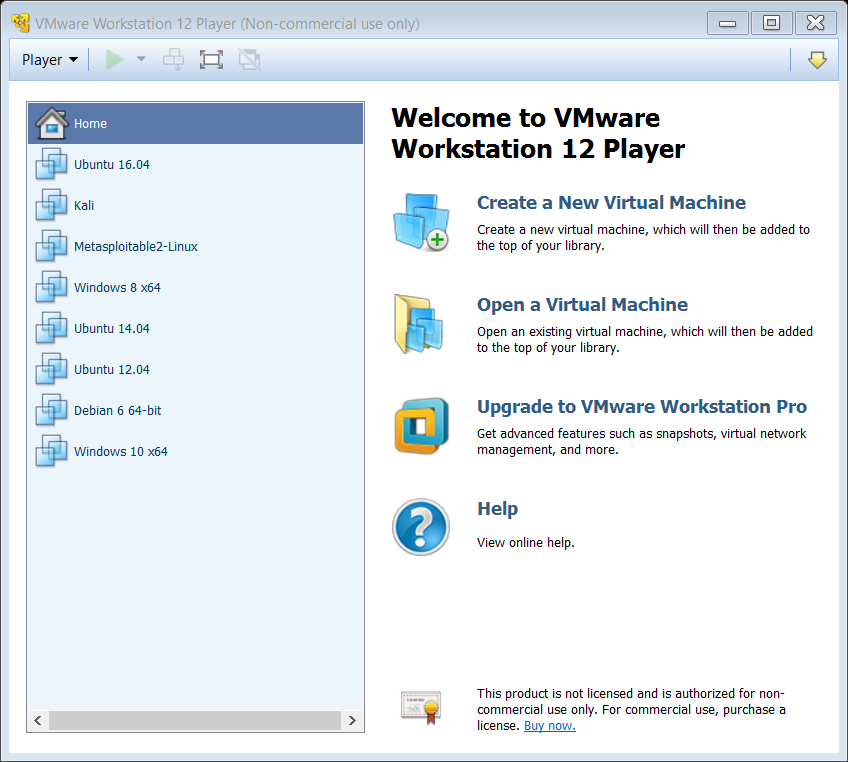 VMware Workstation 12 Player (Non-commercial use only)
Player
Home
Ubuntu 16.04
Kali
Metasploitable2-Linux
Windows 8 x64
Ubuntu 14.04
Ubuntu 12.04
Debian 6 64-bit
Windows 10 x64
Welcome to VMware
Workstation 12 Player
Create a New Virtual Machine
Create a new virtual machine, which will then be added to
the top of your library.
Open a Virtual Machine
Open an existing virtual machine, which will then be added
to the top of your library.
Upgrade to VMware Workstation Pro
Get advanced features such as snapshots, virtual network
management, and more.
Help
View online help.
This product is not licensed and is authorized for non-
commercial use only. For commercial use, purchase a
license. Buy now.